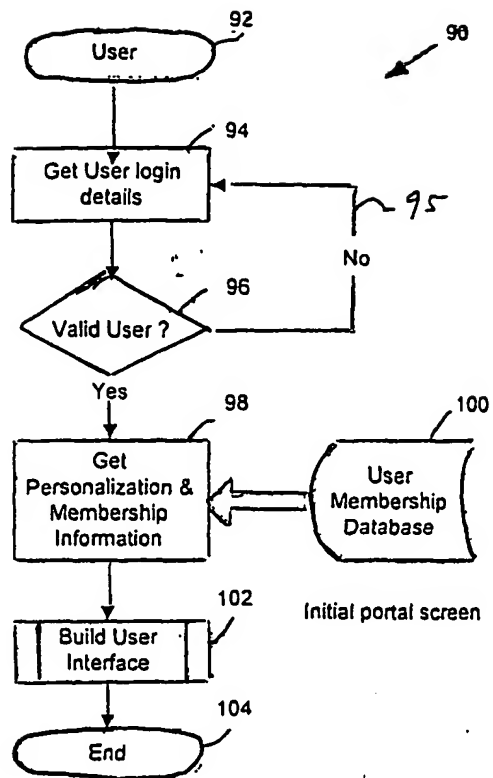 92
User
90
94
Get User login
details
95
No
96
Valid User ?
Yes
98
100
Get
Personalization &
Membership
Information
User
Membership
Database
Initial portal screen
102
Build User
Interface
104
End